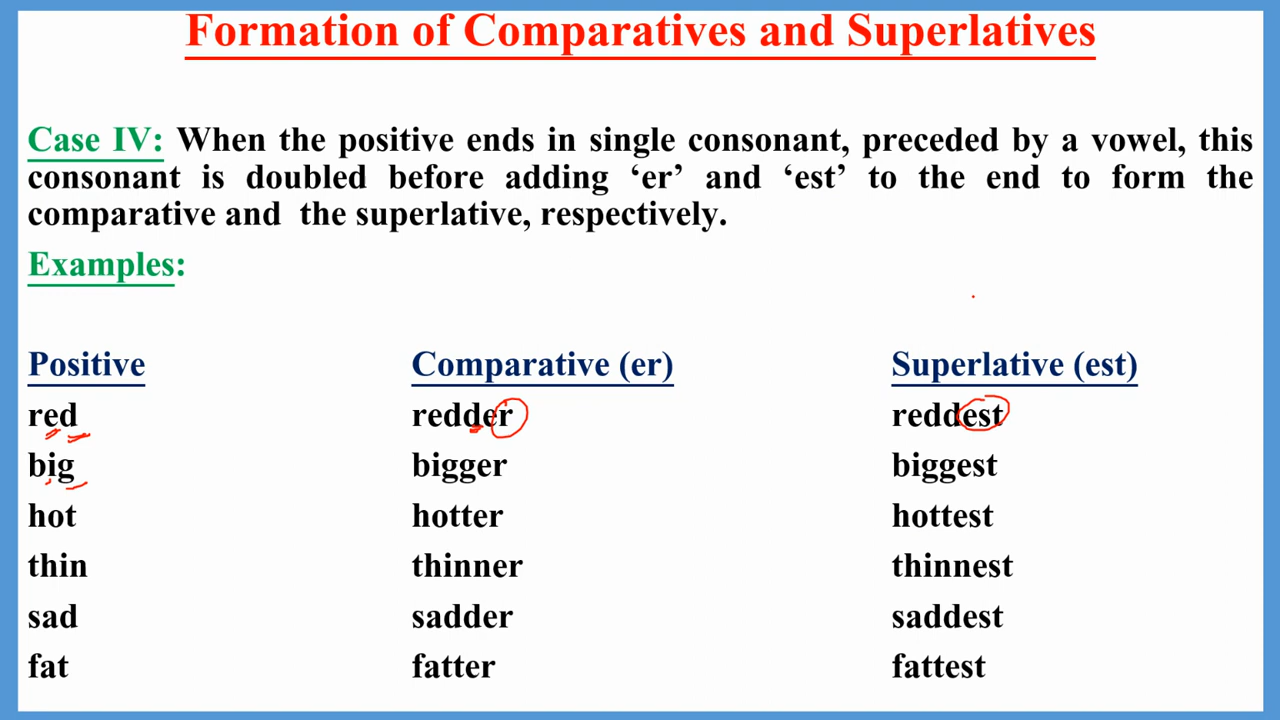 Formation of Comparatives and Superlatives
Case IV: When the positive ends in single consonant, preceded by a vowel, this
consonant is doubled before adding ‘er’ and ‘est’ to the end to form the
comparative and the superlative, respectively.
Examples:
Positive Comparative (er) Superlative (est)
red redder reddest
big bigger biggest
hot hotter hottest
thin thinner thinnest
sad sadder saddest
fat fatter fattest